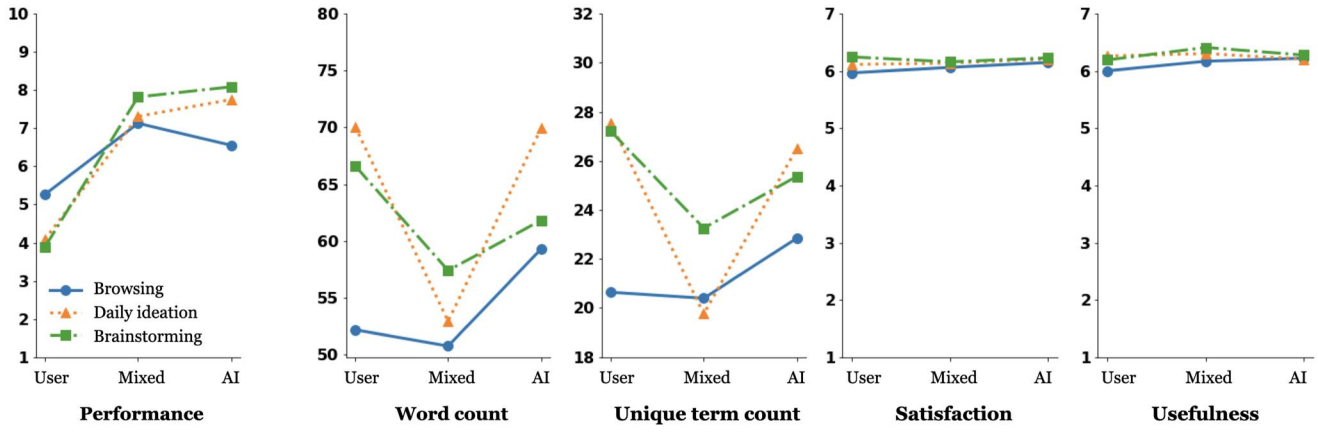 10
9
8
7
6
5
4
3
2
1
User Mixed AI
Performance
Browsing
Daily ideation
Brainstorming
80
70
65
60
55
50
User Mixed AI
Word count
32
30
28
26
24
22
20
18
User Mixed AI
Unique term count
7
6
5
4
3
2
1
User Mixed AI
Satisfaction
7
6
5
4
3
2
1
User Mixed AI
Usefulness